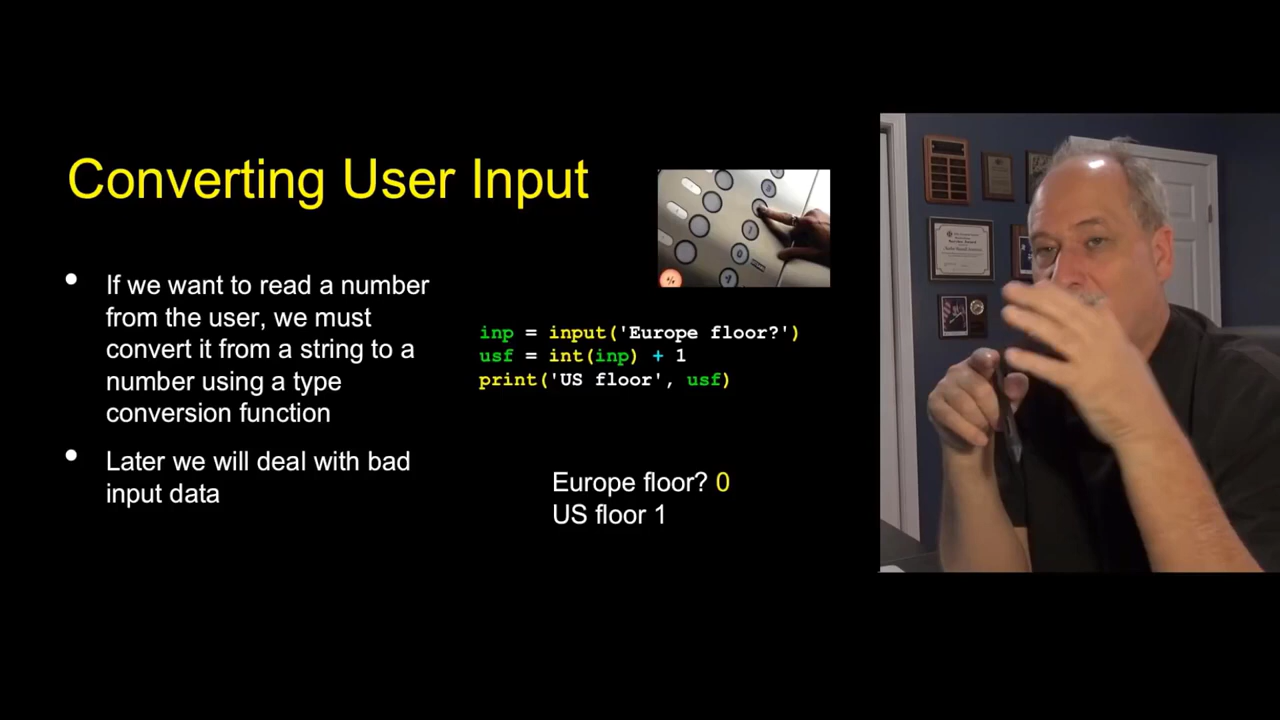 Converting User Input
If we want to read a number
from the user, we must
convert it from a string to a
number using a type
conversion function
Later we will deal with bad
input data
inp = input('Europe floor?')
usf = int(inp) + 1
print('US floor', usf)
Europe floor? 0
US floor 1